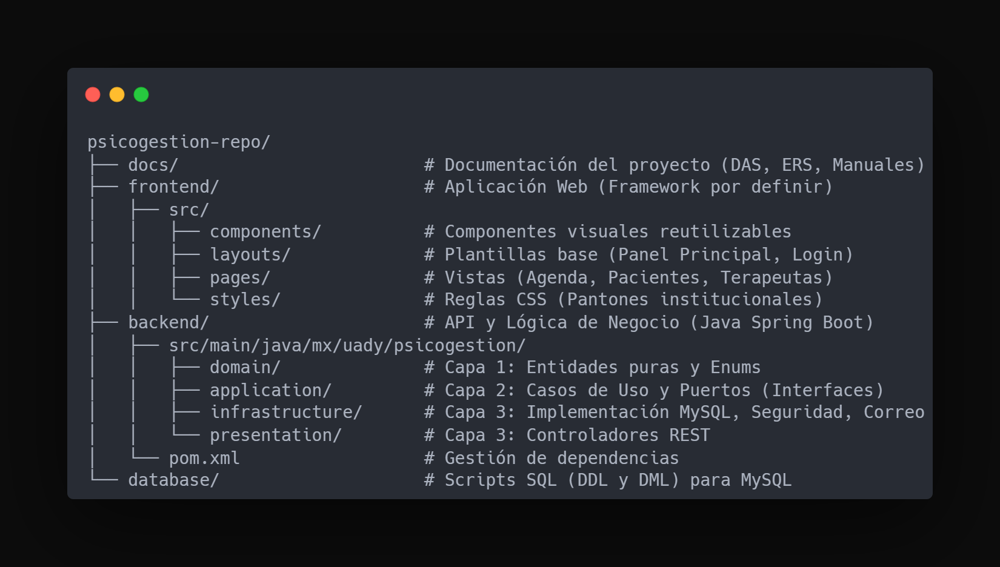 psicogestion-repo/
├── docs/                        # Documentación del proyecto (DAS, ERS, Manuales)
├── frontend/                    # Aplicación Web (Framework por definir)
│   ├── src/
│   │   ├── components/          # Componentes visuales reutilizables
│   │   ├── layouts/             # Plantillas base (Panel Principal, Login)
│   │   ├── pages/               # Vistas (Agenda, Pacientes, Terapeutas)
│   │   └── styles/              # Reglas CSS (Pantones institucionales)
├── backend/                     # API y Lógica de Negocio (Java Spring Boot)
│   ├── src/main/java/mx/uady/psicogestion/
│   │   ├── domain/              # Capa 1: Entidades puras y Enums
│   │   ├── application/         # Capa 2: Casos de Uso y Puertos (Interfaces)
│   │   ├── infrastructure/      # Capa 3: Implementación MySQL, Seguridad, Correo
│   │   └── presentation/        # Capa 3: Controladores REST
│   └── pom.xml                  # Gestión de dependencias
└── database/                    # Scripts SQL (DDL y DML) para MySQL